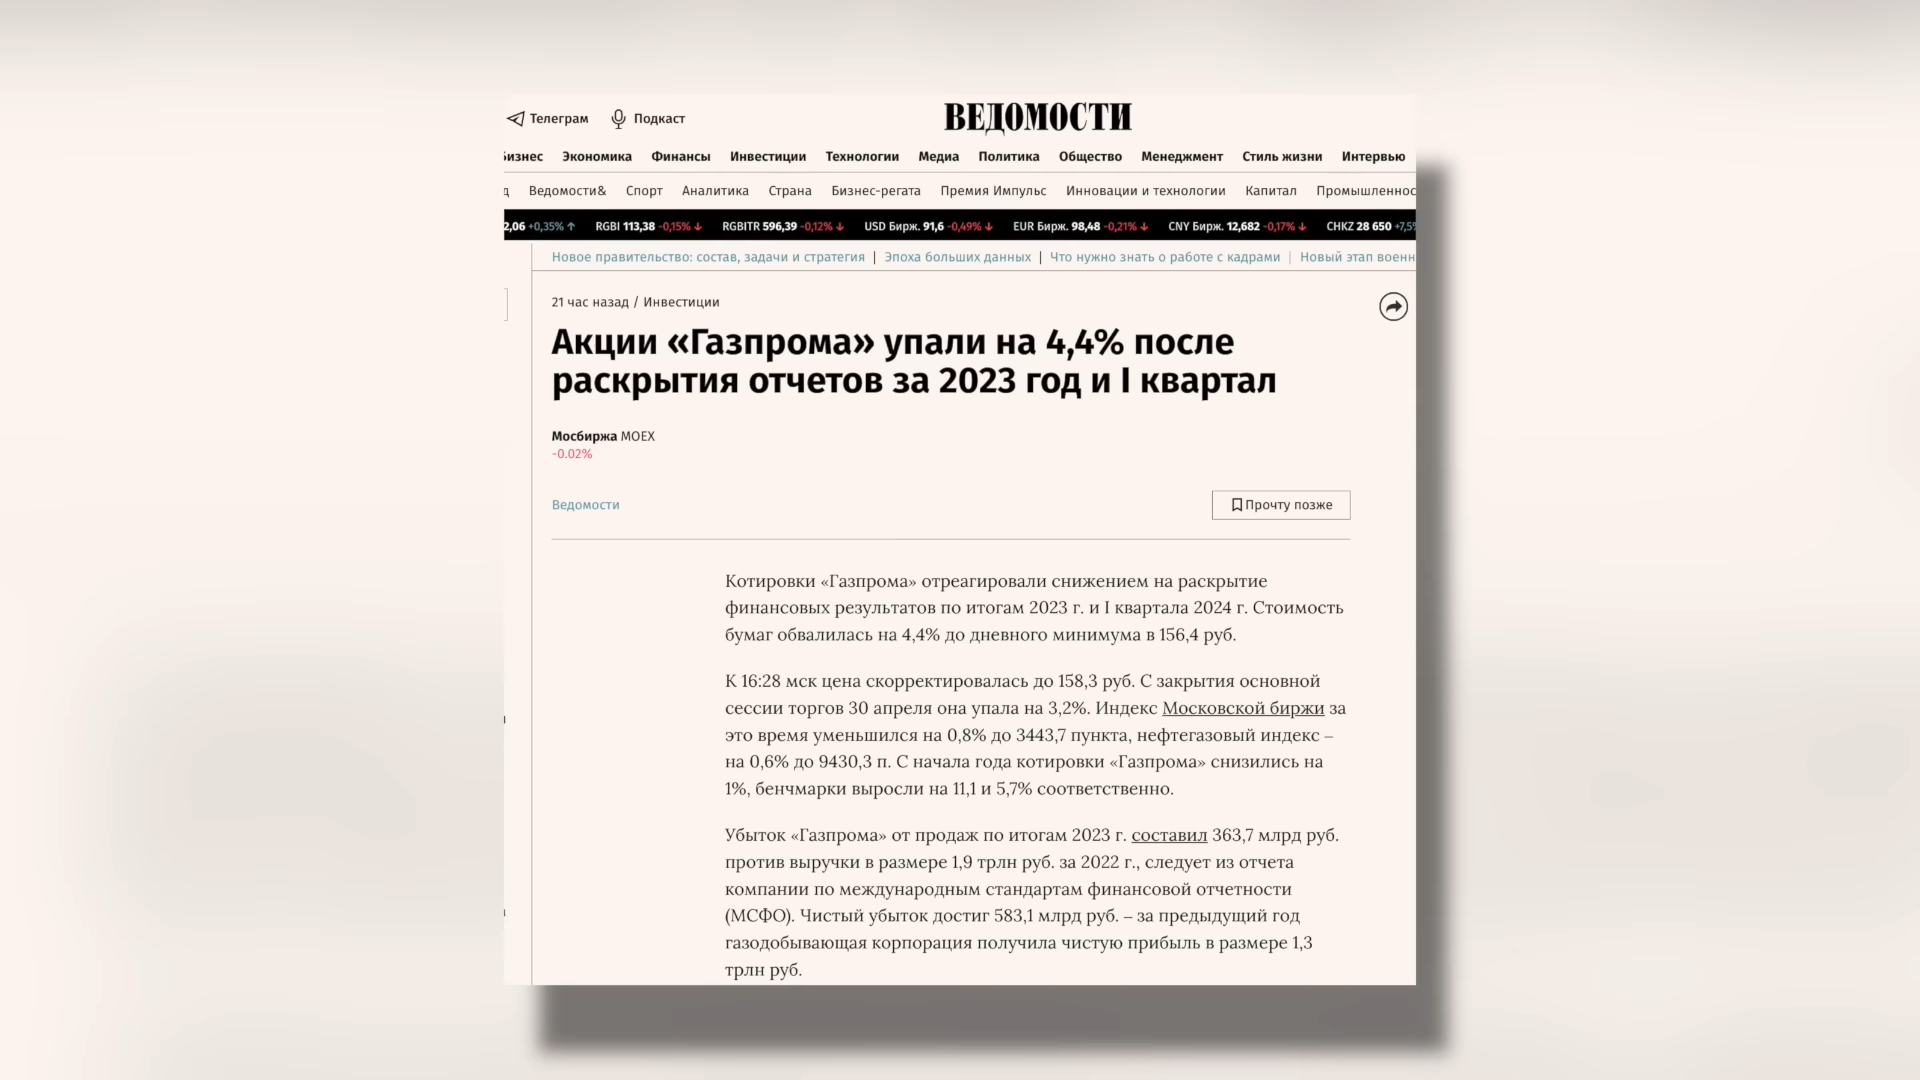 Телеграм Подкаст ВЕДОМОСТИ
Бизнес Экономика Финансы Инвестиции Технологии Медиа Политика Общество Менеджмент Стиль жизни Интервью
д Ведомости& Спорт Аналитика Страна Бизнес-регата Премия Импульс Инновации и технологии Капитал Промышленнос
2,06 +0,35% ↑ RGBI 113,38 -0,15% ↓ RGBITR 596,39 -0,12% ↓ USD Бирж. 91,6 -0,49% ↓ EUR Бирж. 98,48 -0,21% ↓ CNY Бирж. 12,682 -0,17% ↓ CHKZ 28 650 +7,5
Новое правительство: состав, задачи и стратегия | Эпоха больших данных | Что нужно знать о работе с кадрами | Новый этап военн
21 час назад / Инвестиции
Акции «Газпрома» упали на 4,4% после
раскрытия отчетов за 2023 год и I квартал
Мосбиржа MOEX
-0.02%
Ведомости Прочту позже
Котировки «Газпрома» отреагировали снижением на раскрытие
финансовых результатов по итогам 2023 г. и I квартала 2024 г. Стоимость
бумаг обвалилась на 4,4% до дневного минимума в 156,4 руб.
К 16:28 мск цена скорректировалась до 158,3 руб. С закрытия основной
сессии торгов 30 апреля она упала на 3,2%. Индекс Московской биржи за
это время уменьшился на 0,8% до 3443,7 пункта, нефтегазовый индекс –
на 0,6% до 9430,3 п. С начала года котировки «Газпрома» снизились на
1%, бенчмарки выросли на 11,1 и 5,7% соответственно.
Убыток «Газпрома» от продаж по итогам 2023 г. составил 363,7 млрд руб.
против выручки в размере 1,9 трлн руб. за 2022 г., следует из отчета
компании по международным стандартам финансовой отчетности
(МСФО). Чистый убыток достиг 583,1 млрд руб. – за предыдущий год
газодобывающая корпорация получила чистую прибыль в размере 1,3
трлн руб.